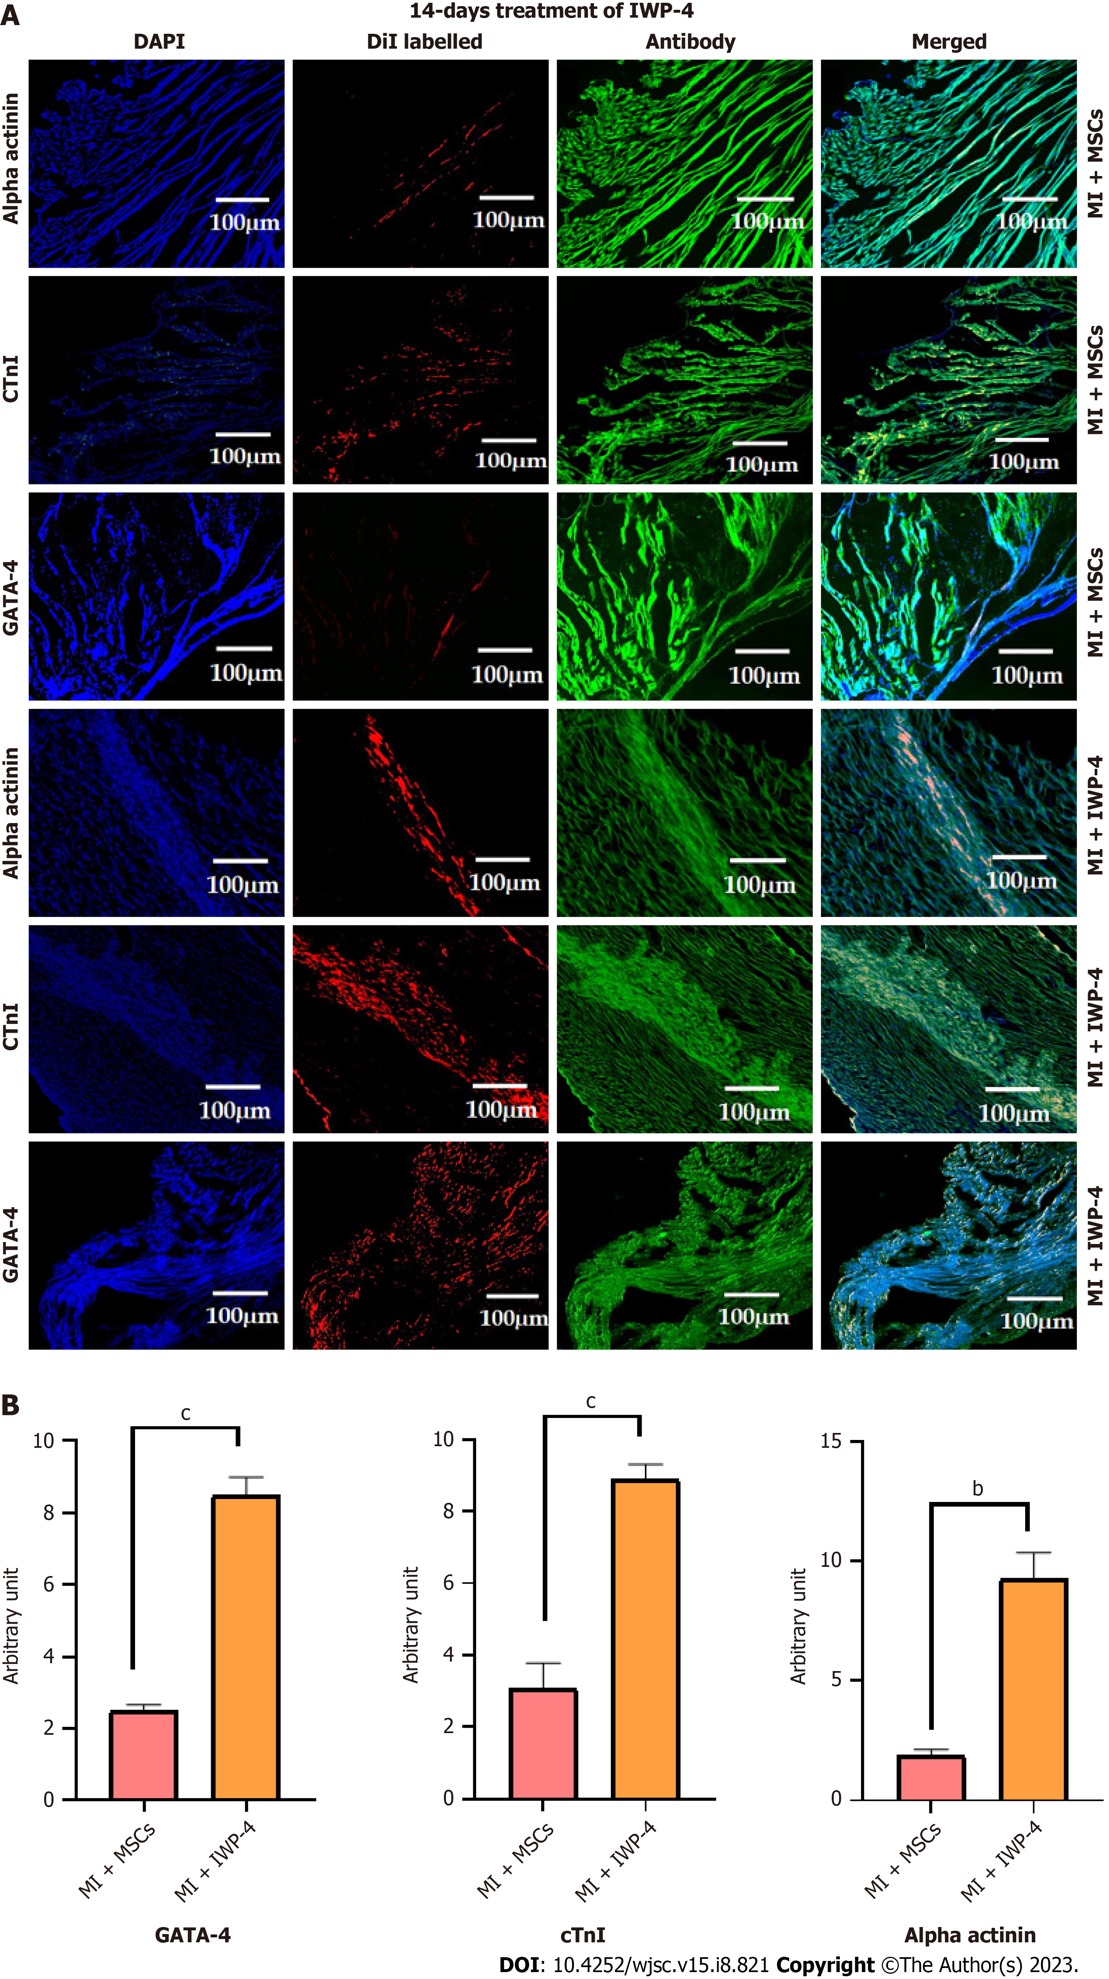 A
14-days treatment of IWP-4
DAPI DiI labelled Antibody Merged
Alpha actinin 100μm 100μm 100μm 100μm MI + MSCs
CTnI 100μm 100μm 100μm 100μm MI + MSCs
GATA-4 100μm 100μm 100μm 100μm MI + MSCs
Alpha actinin 100μm 100μm 100μm 100μm MI + IWP-4
CTnI 100μm 100μm 100μm 100μm MI + IWP-4
GATA-4 100μm 100μm 100μm 100μm MI + IWP-4
B
c
10
8
6
4
2
0
Arbitrary unit
MI + MSCs
MI + IWP-4
GATA-4
c
10
8
6
4
2
0
Arbitrary unit
MI + MSCs
MI + IWP-4
cTnI
b
15
10
5
0
Arbitrary unit
MI + MSCs
MI + IWP-4
Alpha actinin
DOI: 10.4252/wjsc.v15.i8.821 Copyright ©The Author(s) 2023.